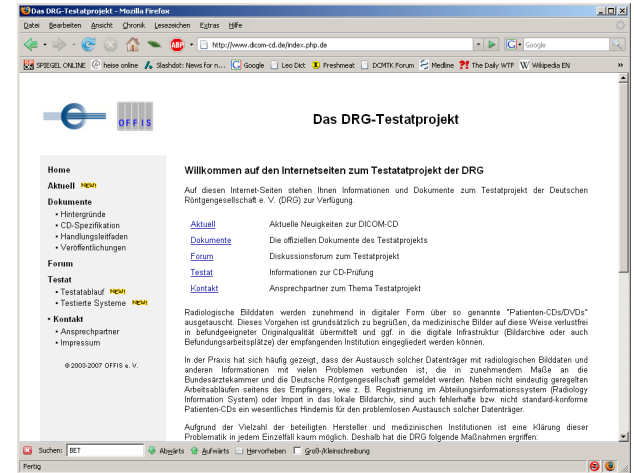 Das DRG-Testatprojekt - Mozilla Firefox
Datei Bearbeiten Ansicht Chronik Lesezeichen Extras Hilfe
ABP http://www.dicom-cd.de/index.php.de G Google
SPIEGEL ONLINE heise online Slashdot: News for n... Google Leo Dict Freshmeat DCMTK Forum Medline The Daily WTF Wikipedia EN »
OFFIS
Das DRG-Testatprojekt
Home
Aktuell NEW!
Dokumente
• Hintergründe
• CD-Spezifikation
• Handlungsleitfaden
• Veröffentlichungen
Forum
Testat
• Testatablauf NEW!
• Testierte Systeme NEW!
• Kontakt
• Ansprechpartner
• Impressum
© 2003-2007 OFFIS e. V.
Willkommen auf den Internetseiten zum Testatatprojekt der DRG
Auf diesen Internet-Seiten stehen Ihnen Informationen und Dokumente zum Testatprojekt der Deutschen
Röntgengesellschaft e. V. (DRG) zur Verfügung.
Aktuell Aktuelle Neuigkeiten zur DICOM-CD
Dokumente Die offiziellen Dokumente des Testatprojekts
Forum Diskussionsforum zum Testatprojekt
Testat Informationen zur CD-Prüfung
Kontakt Ansprechpartner zum Thema Testatprojekt
Radiologische Bilddaten werden zunehmend in digitaler Form über so genannte "Patienten-CDs/DVDs"
ausgetauscht. Dieses Vorgehen ist grundsätzlich zu begrüßen, da medizinische Bilder auf diese Weise verlustfrei
in befundgeeigneter Originalqualität übermittelt und ggf. in die digitale Infrastruktur (Bildarchive oder auch
Befundungsarbeitsplätze) der empfangenden Institution eingegliedert werden können.
In der Praxis hat sich häufig gezeigt, dass der Austausch solcher Datenträger mit radiologischen Bilddaten und
anderen Informationen mit vielen Problemen verbunden ist, die in zunehmendem Maße an die
Bundesärztekammer und die Deutsche Röntgengesellschaft gemeldet werden. Neben nicht eindeutig geregelten
Arbeitsabläufen seitens des Empfängers, wie z. B. Registrierung im Abteilungsinformationssystem (Radiology
Information System) oder Import in das lokale Bildarchiv, sind auch fehlerhafte bzw. nicht standard-konforme
Patienten-CDs ein wesentliches Hindernis für den problemlosen Austausch solcher Datenträger.
Aufgrund der Vielzahl der beteiligten Hersteller und medizinischen Institutionen ist eine Klärung dieser
Problematik in jedem Einzelfall kaum möglich. Deshalb hat die DRG folgende Maßnahmen ergriffen:
Suchen: BET Abwärts Aufwärts Hervorheben Groß-/Kleinschreibung
Fertig